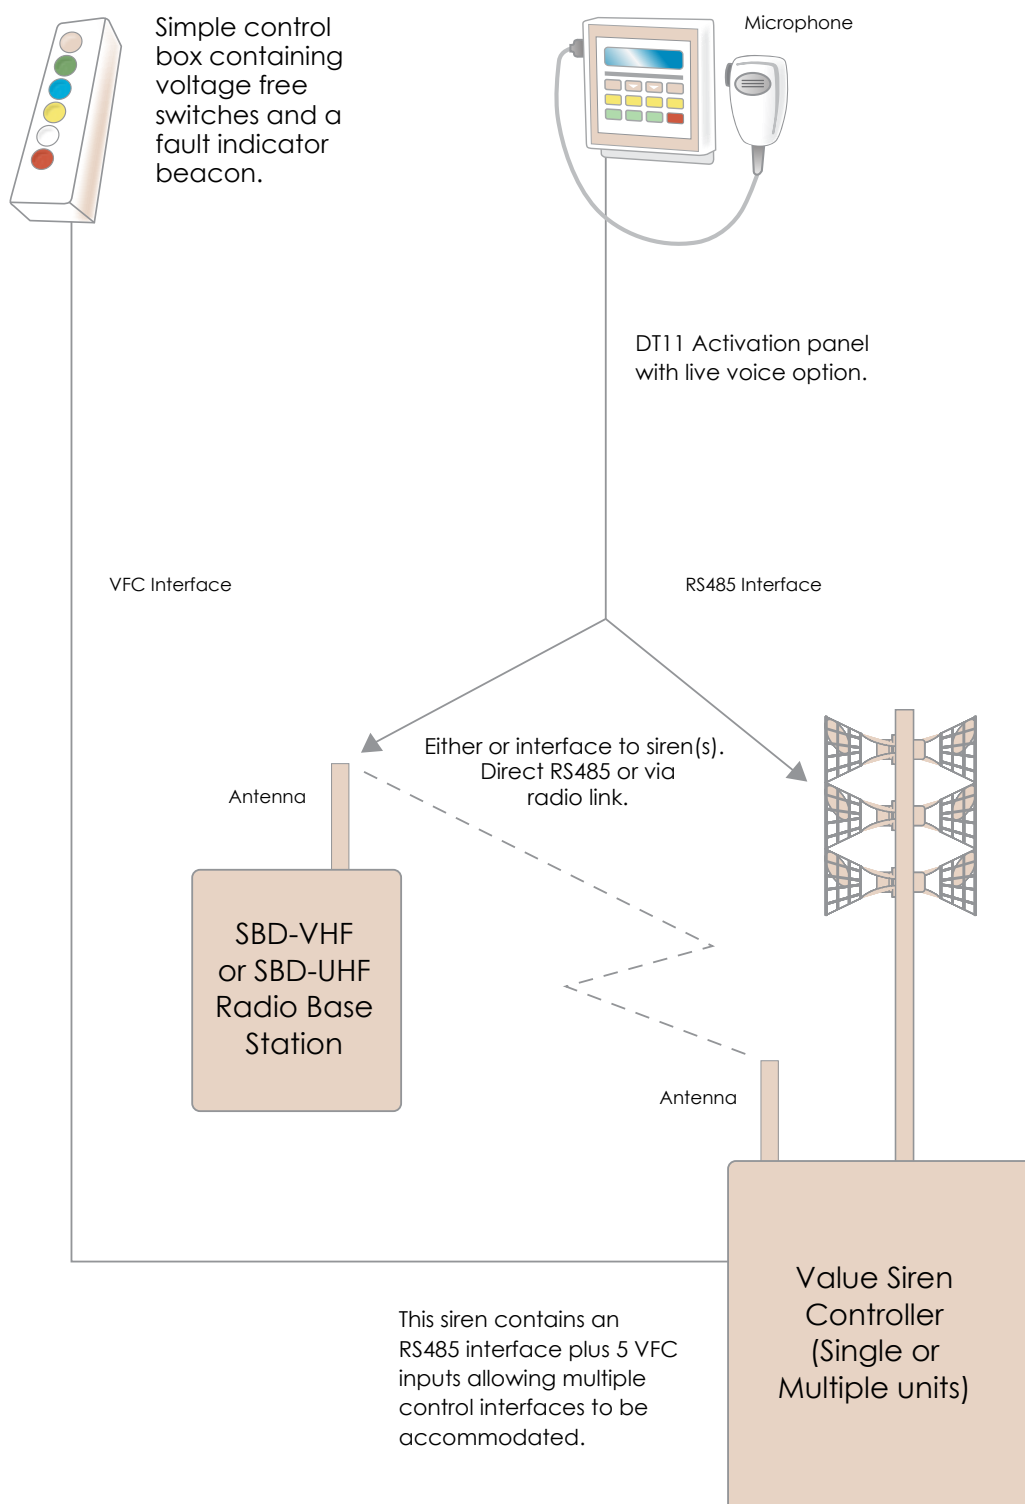 Simple control
box containing
voltage free
switches and a
fault indicator
beacon.
Microphone
DT11 Activation panel
with live voice option.
VFC Interface
RS485 Interface
Either or interface to siren(s).
Direct RS485 or via
radio link.
Antenna
SBD-VHF
or SBD-UHF
Radio Base
Station
Antenna
Value Siren
Controller
(Single or
Multiple units)
This siren contains an
RS485 interface plus 5 VFC
inputs allowing multiple
control interfaces to be
accommodated.